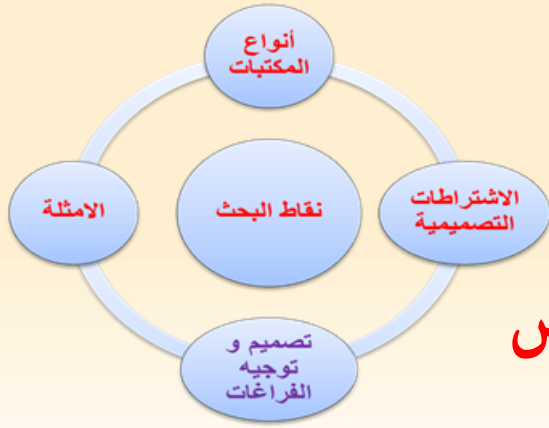 أنواع
المكتبات
الاشتراطات
التصميمية
نقاط البحث
الامثلة
تصميم و
توجيه
الفراغات